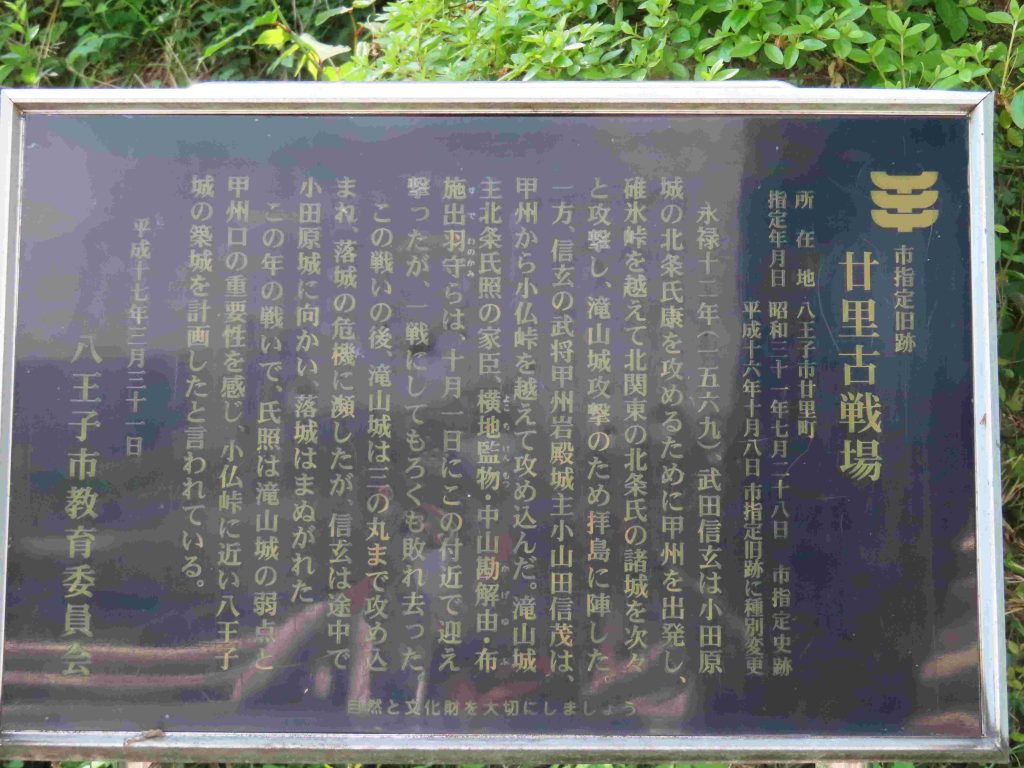 市指定旧跡
廿里古戦場
所在地 八王子市廿里町
指定年月日 昭和三十一年七月二十八日 市指定史跡
平成十六年十月八日 市指定旧跡に種別変更
永禄十二年(一五六九)、武田信玄は小田原
城の北条氏康を攻めるために甲州を出発し、
碓氷峠を越えて北関東の北条氏の諸城を次々
と攻撃し、滝山城攻撃のため拝島に陣した。
一方、信玄の武将甲州岩殿城主小山田信茂は、
甲州から小仏峠を越えて攻め込んだ。滝山城
主北条氏照の家臣、横地監物・中山勘解由・布
施出羽守らは、十月一日にこの付近で迎え
撃ったが、一戦にしてもろくも敗れ去った。
この戦いの後、滝山城は三の丸まで攻め込
まれ、落城の危機に瀕したが、信玄は途中で
小田原城に向かい、落城はまぬがれた
この年の戦いで、氏照は滝山城の弱点と
甲州口の重要性を感じ、小仏峠に近い八王子
城の築城を計画したと言われている。
平成十七年三月三十一日
八王子市教育委員会
自然と文化財を大切にしましょう